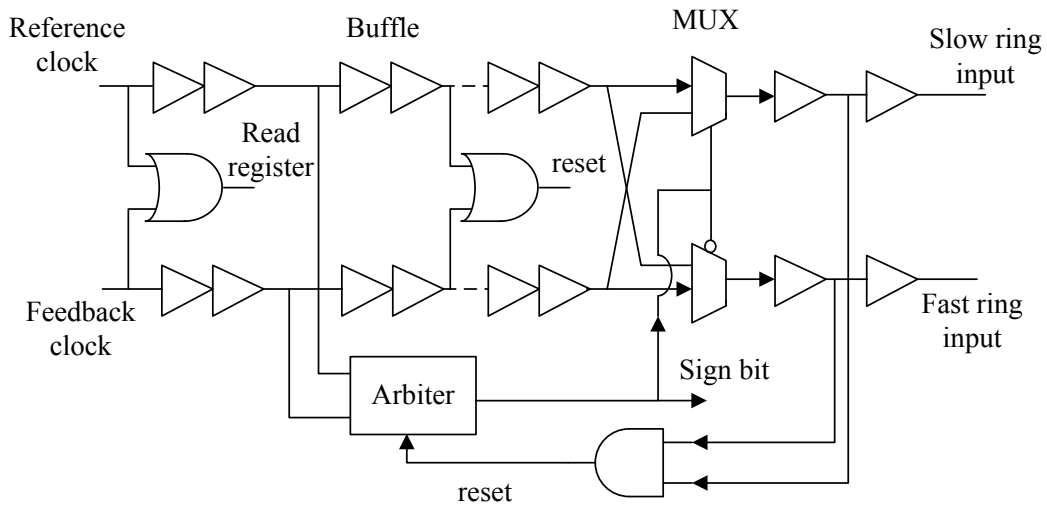 Reference
clock
Buffle
MUX
Slow ring
input
Read
register
reset
Feedback
clock
Fast ring
input
Arbiter
Sign bit
reset